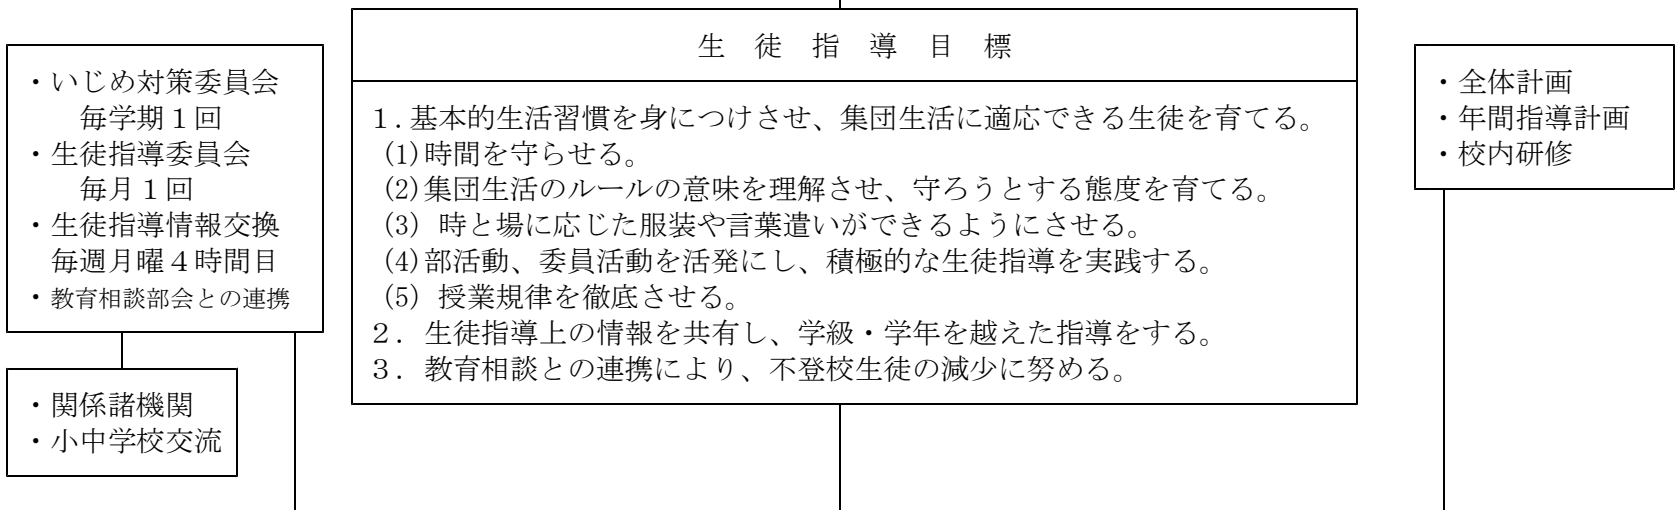 ・いじめ対策委員会
毎学期１回
・生徒指導委員会
毎月１回
・生徒指導情報交換
毎週月曜４時間目
・教育相談部会との連携
・関係諸機関
・小中学校交流
生　徒　指　導　目　標
１.基本的生活習慣を身につけさせ、集団生活に適応できる生徒を育てる。
(1)時間を守らせる。
(2)集団生活のルールの意味を理解させ、守ろうとする態度を育てる。
(3) 時と場に応じた服装や言葉遣いができるようにさせる。
(4)部活動、委員活動を活発にし、積極的な生徒指導を実践する。
(5) 授業規律を徹底させる。
２．生徒指導上の情報を共有し、学級・学年を越えた指導をする。
３．教育相談との連携により、不登校生徒の減少に努める。
・全体計画
・年間指導計画
・校内研修